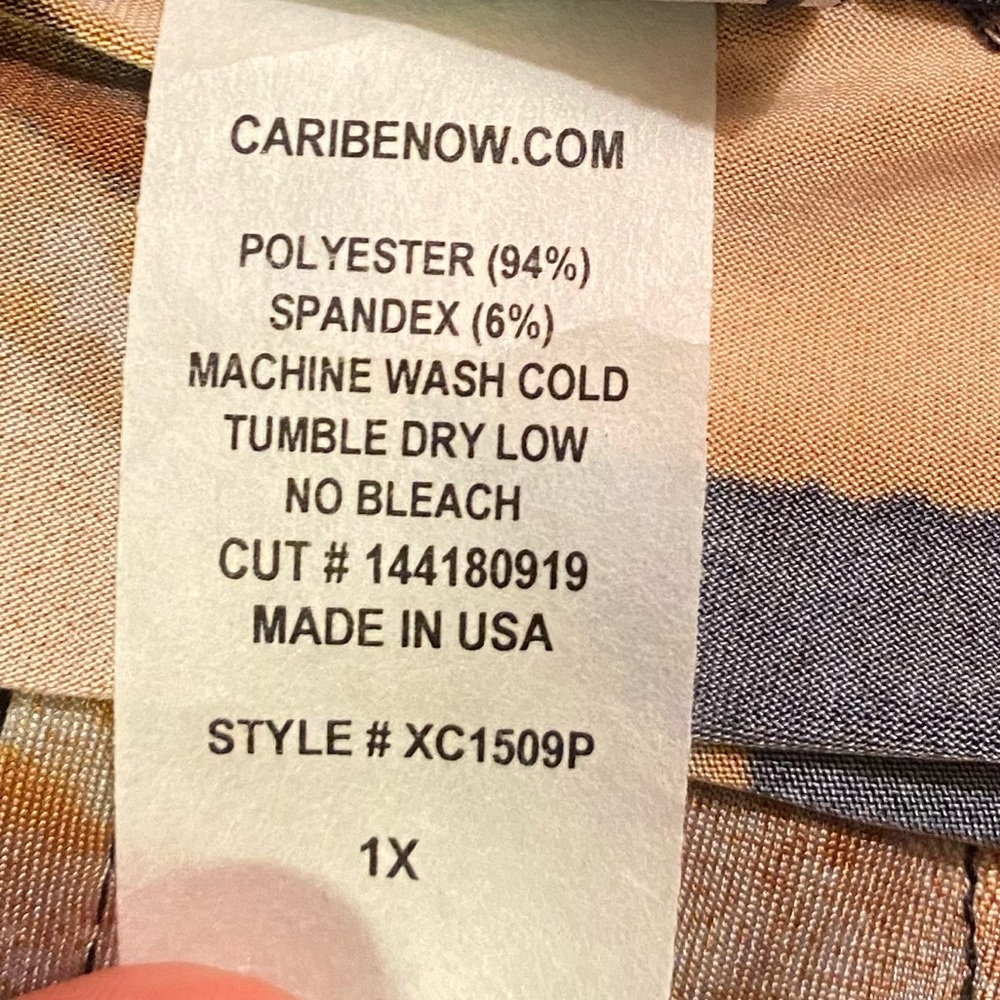 CARIBENOW.COM
POLYESTER (94%)
SPANDEX (6%)
MACHINE WASH COLD
TUMBLE DRY LOW
NO BLEACH
CUT # 144180919
MADE IN USA
STYLE # XC1509P
1X